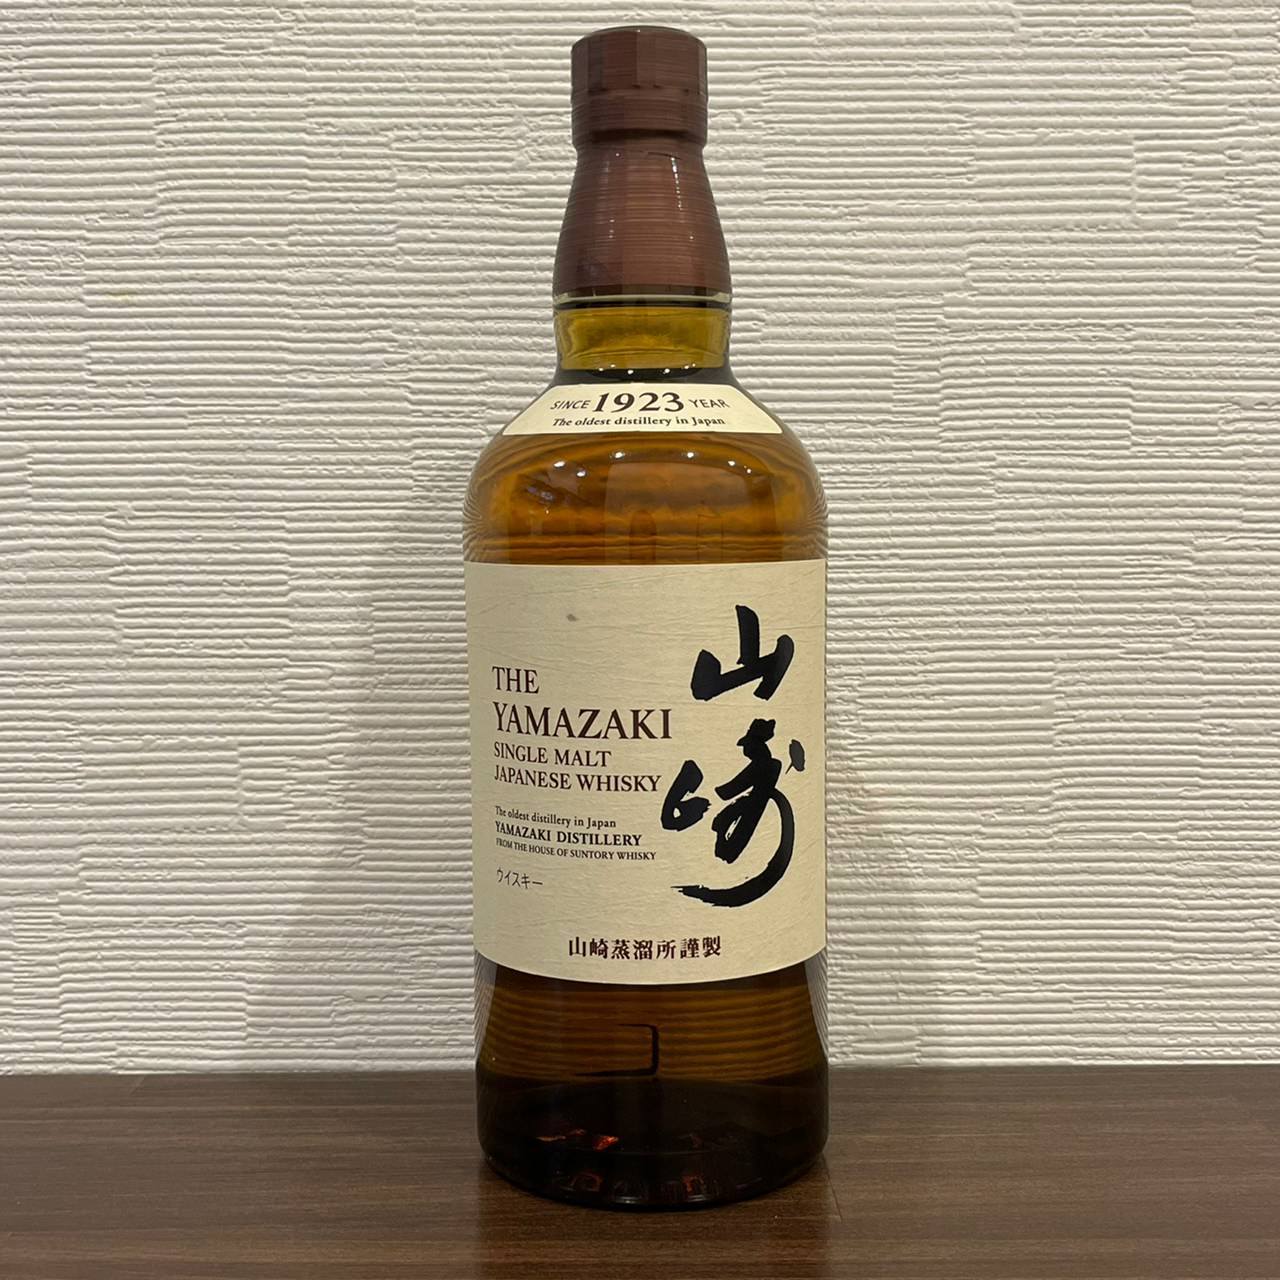 SINCE 1923 YEAR
The oldest distillery in Japan
山崎
THE
YAMAZAKI
SINGLE MALT
JAPANESE WHISKY
The oldest distillery in Japan
YAMAZAKI DISTILLERY
FROM THE HOUSE OF SUNTORY WHISKY
ウイスキー
山崎蒸溜所謹製